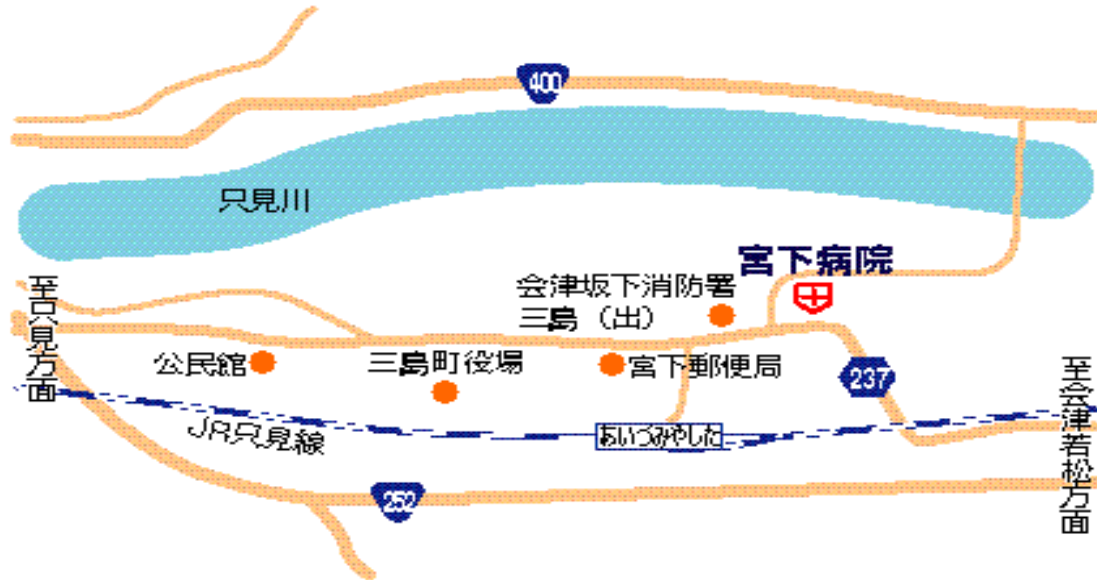 400
只見川
宮下病院
会津坂下消防署
三島（出）
至只見方面
公民館
三島町役場
宮下郵便局
237
至会津若松方面
JR只見線
あいづみやした
252